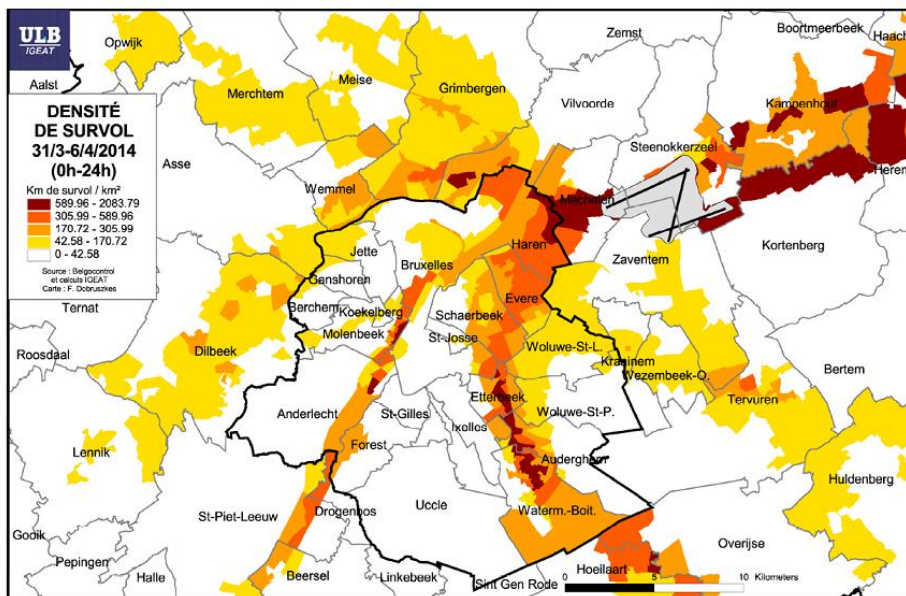 ULB
IGEAT
DENSITÉ
DE SURVOL
31/3-6/4/2014
(0h-24h)
Km de survol / km²
589.96 - 2083.79
305.99 - 589.96
170.72 - 305.99
42.58 - 170.72
0 - 42.58
Source : Belgocontrol
et calculs IGEAT
Carte : F. Dobruszkes
Opwijk
Aalst
Merchtem
Meise
Grimbergen
Zemst
Boortmeerbeek
Haach
Vilvoorde
Kampenhout
Steenokkerzeel
Asse
Wemmel
Machelen
Herent
Jette
Bruxelles
Haren
Zaventem
Kortenberg
Ganshoren
Ternat
Berchem
Koekelberg
Evere
Schaerbeek
Molenbeek
St-Josse
Woluwe-St-L.
Roosdaal
Dilbeek
Kraainem
Wezembeek-O.
Bertem
Etterbeek
Tervuren
Anderlecht
St-Gilles
Woluwe-St-P.
Ixelles
Forest
Lennik
Auderghem
Huldenberg
Uccle
St-Piet-Leeuw
Drogenbos
Waterm.-Boit.
Gooik
Overijse
Pepingen
Halle
Beersel
Linkebeek
Sint Gen Rode
Hoeilaart
0 5 10 Kilometers